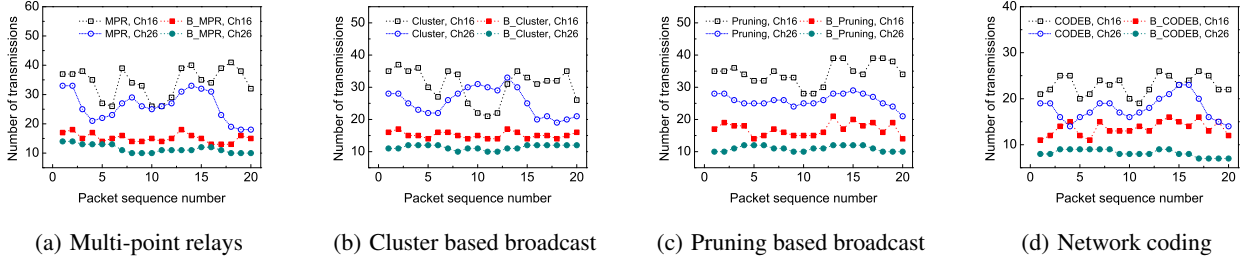 MPR, Ch16 B_MPR, Ch16
MPR, Ch26 B_MPR, Ch26
Number of transmissions
60
50
40
30
20
10
0 5 10 15 20
Packet sequence number
(a) Multi-point relays
Cluster, Ch16 B_Cluster, Ch16
Cluster, Ch26 B_Cluster, Ch26
Number of transmissions
50
40
30
20
10
0 5 10 15 20
Packet sequence number
(b) Cluster based broadcast
Pruning, Ch16 B_Pruning, Ch16
Pruning, Ch26 B_Pruning, Ch26
Number of transmissions
50
40
30
20
10
0 5 10 15 20
Packet sequence number
(c) Pruning based broadcast
CODEB, Ch16 B_CODEB, Ch16
CODEB, Ch26 B_CODEB, Ch26
Number of transmissions
40
30
20
10
0 5 10 15 20
Packet sequence number
(d) Network coding